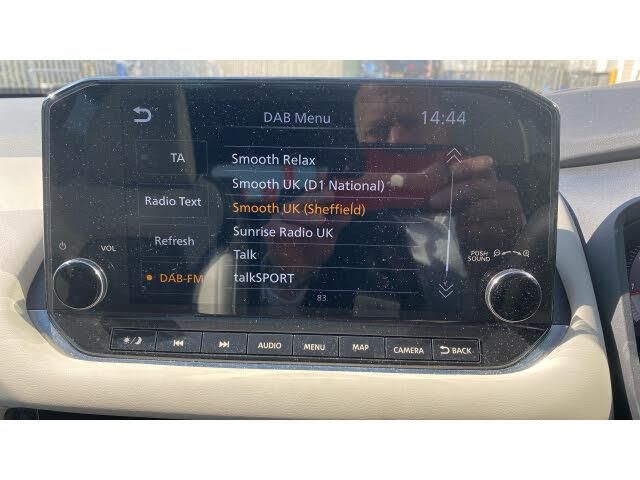 DAB Menu 14:44
TA
Radio Text
Refresh
DAB-FM
Smooth Relax
Smooth UK (D1 National)
Smooth UK (Sheffield)
Sunrise Radio UK
Talk
talkSPORT
83
VOL
PUSH
SOUND
AUDIO MENU MAP CAMERA BACK